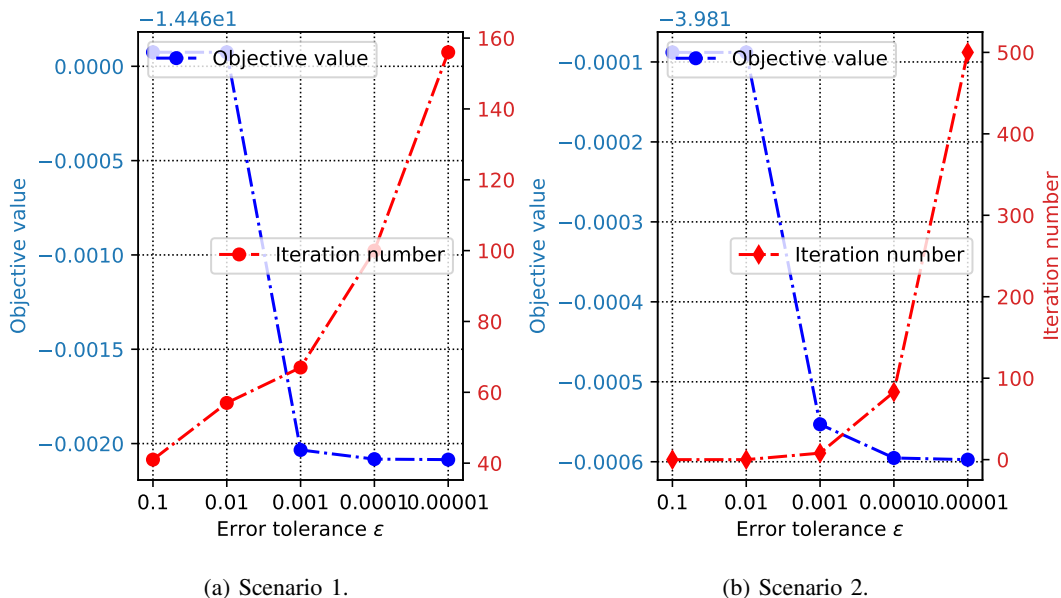 −1.446e1
0.0000
−0.0005
−0.0010
−0.0015
−0.0020
Objective value
Objective value
Iteration number
160
140
120
100
80
60
40
0.1
0.01
0.001
0.0001
0.00001
Error tolerance ε
(a) Scenario 1.
−3.981
−0.0001
−0.0002
−0.0003
−0.0004
−0.0005
−0.0006
Objective value
Objective value
Iteration number
500
400
300
200
100
0
Iteration number
0.1
0.01
0.001
0.0001
0.00001
Error tolerance ε
(b) Scenario 2.